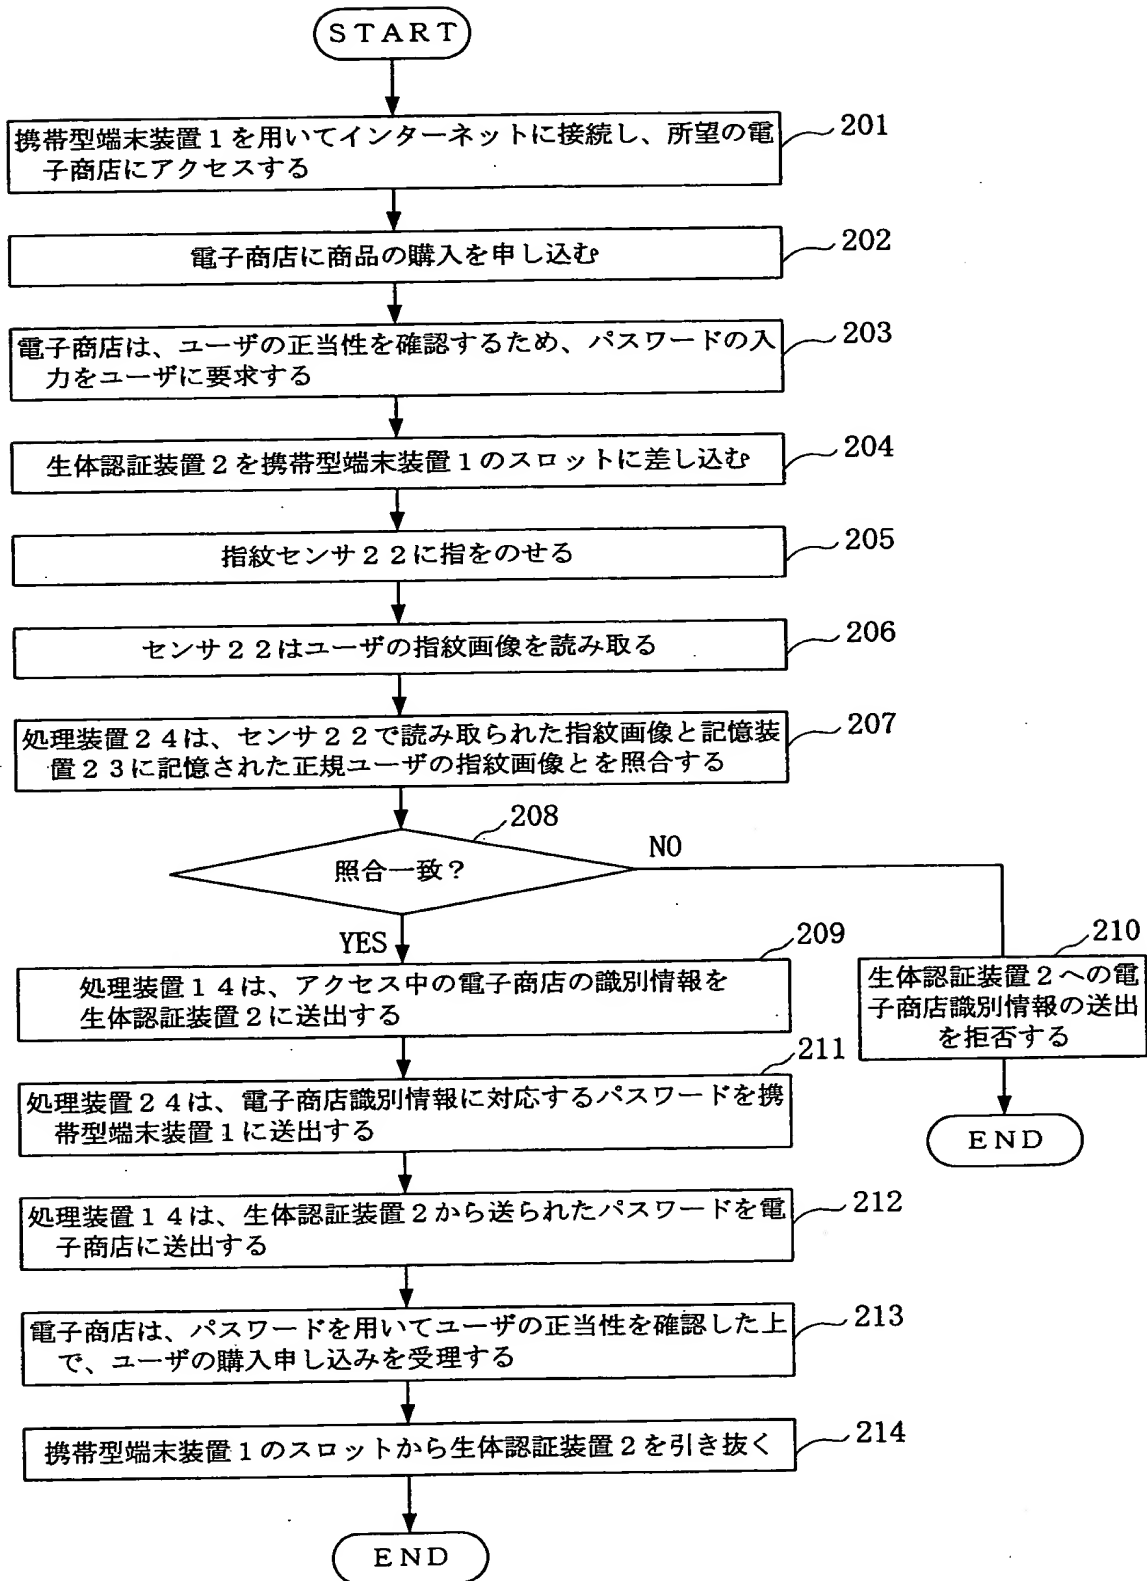 START
携帯型端末装置1を用いてインターネットに接続し、所望の電
子商店にアクセスする
201
電子商店に商品の購入を申し込む
202
電子商店は、ユーザの正当性を確認するため、パスワードの入
力をユーザに要求する
203
生体認証装置2を携帯型端末装置1のスロットに差し込む
204
指紋センサ22に指をのせる
205
センサ22はユーザの指紋画像を読み取る
206
処理装置24は、センサ22で読み取られた指紋画像と記憶装
置23に記憶された正規ユーザの指紋画像とを照合する
207
208
照合一致?
NO
YES
209
処理装置14は、アクセス中の電子商店の識別情報を
生体認証装置2に送出する
210
生体認証装置2への電
子商店識別情報の送出
を拒否する
END
211
処理装置24は、電子商店識別情報に対応するパスワードを携
帯型端末装置1に送出する
処理装置14は、生体認証装置2から送られたパスワードを電
子商店に送出する
212
電子商店は、パスワードを用いてユーザの正当性を確認した上
で、ユーザの購入申し込みを受理する
213
携帯型端末装置1のスロットから生体認証装置2を引き抜く
214
END